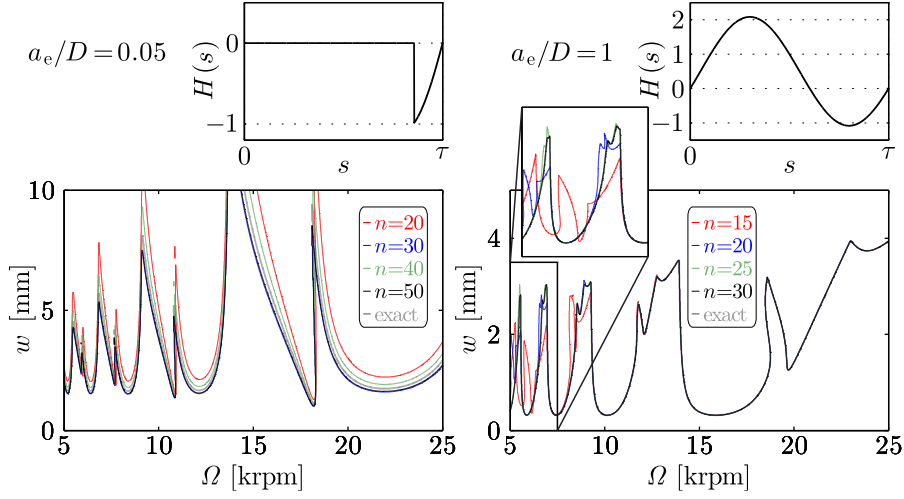 a_e/D = 0.05
H(s)
0
−1
0
s
τ
a_e/D = 1
H(s)
2
1
0
−1
0
s
τ
w [mm]
10
5
0
n=20
n=30
n=40
n=50
exact
5
10
15
20
25
Ω [krpm]
w [mm]
4
2
0
n=15
n=20
n=25
n=30
5
10
15
20
25
Ω [krpm]